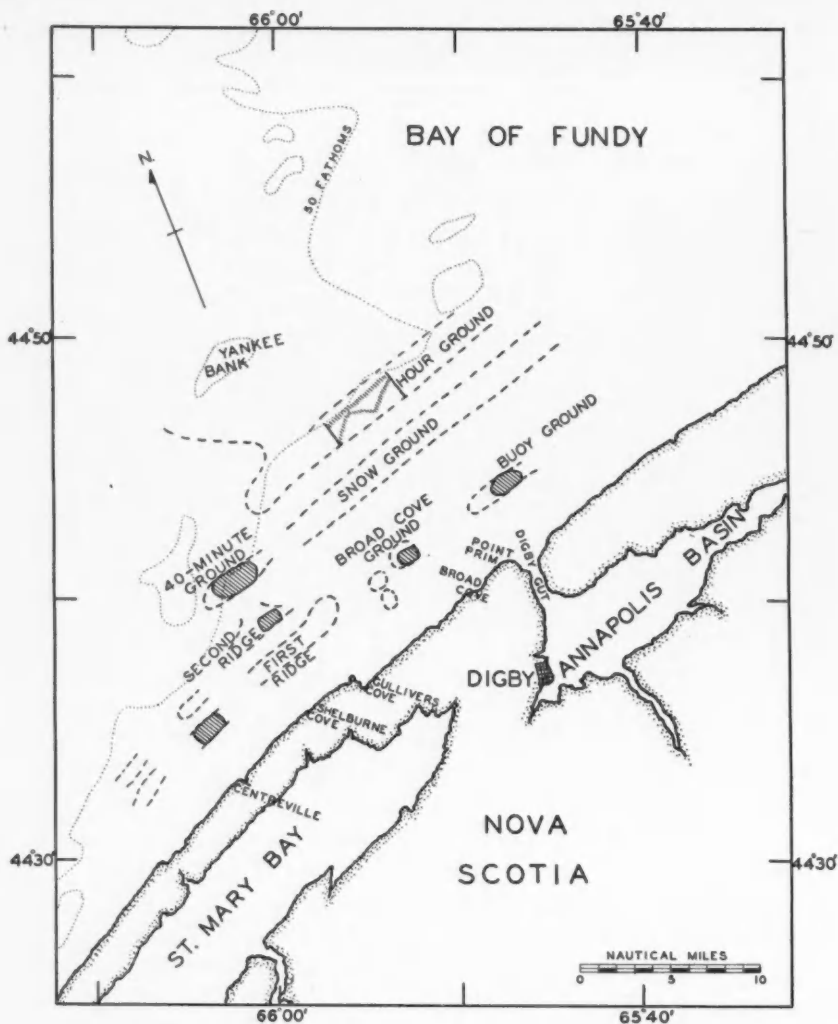 66°00'
65°40'
BAY OF FUNDY
50 FATHOMS
N.
44°50'
44°50'
YANKEE
BANK
HOUR GROUND
SNOW GROUND
BUOY GROUND
BROAD COVE
GROUND
40-MINUTE
GROUND
POINT
PRIM
DIGBY GUT
BROAD
COVE
ANNAPOLIS BASIN
SECOND
RIDGE
FIRST
RIDGE
DIGBY
GULLIVERS
COVE
SHELBURNE
COVE
CENTREVILLE
NOVA
SCOTIA
44°30'
44°30'
ST. MARY BAY
NAUTICAL MILES
0 5 10
66°00'
65°40'